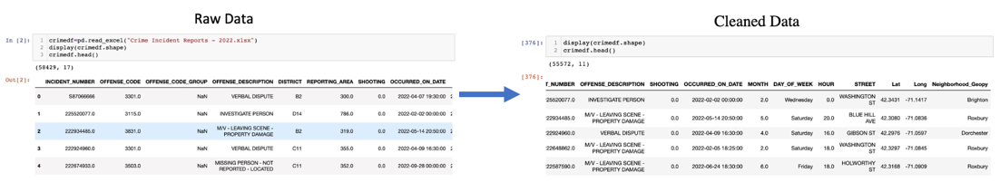 Raw Data
In [2]:
1 crimedf=pd.read_excel("Crime Incident Reports - 2022.xlsx")
2 display(crimedf.shape)
3 crimedf.head()
(58429, 17)
Out[2]:
INCIDENT_NUMBER OFFENSE_CODE OFFENSE_CODE_GROUP OFFENSE_DESCRIPTION DISTRICT REPORTING_AREA SHOOTING OCCURRED_ON_DATE
0 S87066666 3301.0 NaN VERBAL DISPUTE B2 300.0 0.0 2022-04-07 19:30:00 2
1 225520077.0 3115.0 NaN INVESTIGATE PERSON D14 786.0 0.0 2022-02-02 00:00:00 2
2 222934485.0 3831.0 NaN M/V - LEAVING SCENE - PROPERTY DAMAGE B2 319.0 0.0 2022-05-14 20:50:00 2
3 222924960.0 3301.0 NaN VERBAL DISPUTE C11 355.0 0.0 2022-04-09 16:30:00 2
4 222674933.0 3503.0 NaN MISSING PERSON - NOT REPORTED - LOCATED C11 352.0 0.0 2022-09-28 00:00:00 2
Cleaned Data
[376]:
1 display(crimedf.shape)
2 crimedf.head()
(55572, 11)
[376]:
T_NUMBER OFFENSE_DESCRIPTION SHOOTING OCCURRED_ON_DATE MONTH DAY_OF_WEEK HOUR STREET Lat Long Neighborhood_Geopy
25520077.0 INVESTIGATE PERSON 0.0 2022-02-02 00:00:00 2.0 Wednesday 0.0 WASHINGTON ST 42.3431 -71.1417 Brighton
22934485.0 M/V - LEAVING SCENE - PROPERTY DAMAGE 0.0 2022-05-14 20:50:00 5.0 Saturday 20.0 BLUE HILL AVE 42.3080 -71.0836 Roxbury
22924960.0 VERBAL DISPUTE 0.0 2022-04-09 16:30:00 4.0 Saturday 16.0 GIBSON ST 42.2976 -71.0597 Dorchester
22648862.0 M/V - LEAVING SCENE - PROPERTY DAMAGE 0.0 2022-02-05 18:25:00 2.0 Saturday 18.0 WASHINGTON ST 42.3297 -71.0845 Roxbury
22587590.0 M/V - LEAVING SCENE - PROPERTY DAMAGE 0.0 2022-06-24 18:30:00 6.0 Friday 18.0 HOLWORTHY ST 42.3168 -71.0909 Roxbury